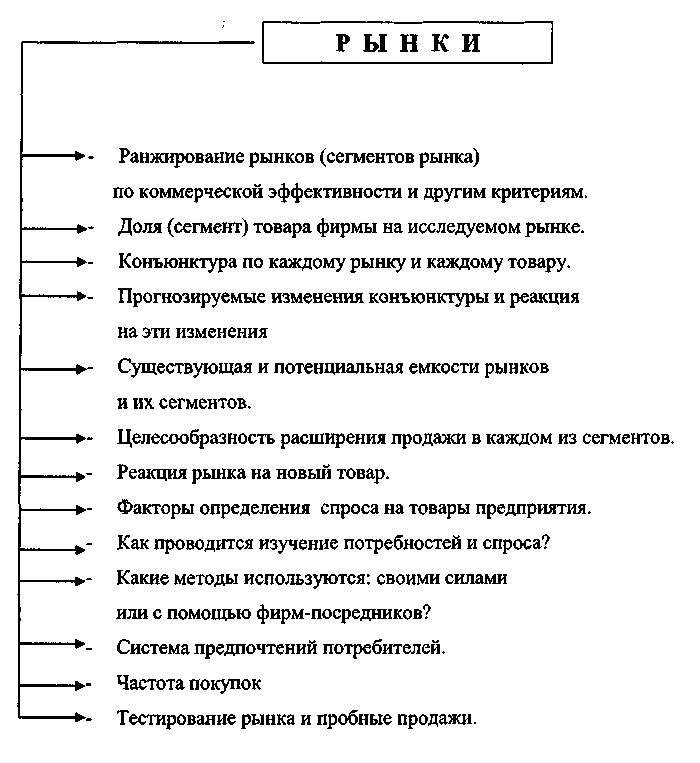 Р Ы Н К И
- Ранжирование рынков (сегментов рынка)
по коммерческой эффективности и другим критериям.
- Доля (сегмент) товара фирмы на исследуемом рынке.
- Конъюнктура по каждому рынку и каждому товару.
- Прогнозируемые изменения конъюнктуры и реакция
на эти изменения
- Существующая и потенциальная емкости рынков
и их сегментов.
- Целесообразность расширения продажи в каждом из сегментов.
- Реакция рынка на новый товар.
- Факторы определения спроса на товары предприятия.
- Как проводится изучение потребностей и спроса?
- Какие методы используются: своими силами
или с помощью фирм-посредников?
- Система предпочтений потребителей.
- Частота покупок
- Тестирование рынка и пробные продажи.